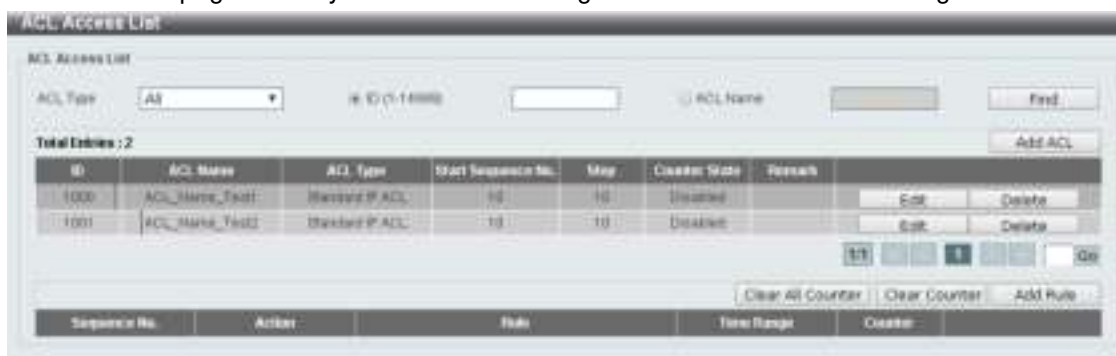 ACL Access List
ACL Access List
ACL Type All ID (1-14999) ACL Name Find
Total Entries : 2 Add ACL
ID ACL Name ACL Type Start Sequence No. Step Counter State Remark
1000 ACL_Name_Test1 Standard IP ACL 10 10 Disabled Edit Delete
1001 ACL_Name_Test2 Standard IP ACL 10 10 Disabled Edit Delete
1/1 1 Go
Clear All Counter Clear Counter Add Rule
Sequence No. Action Rule Time Range Counter